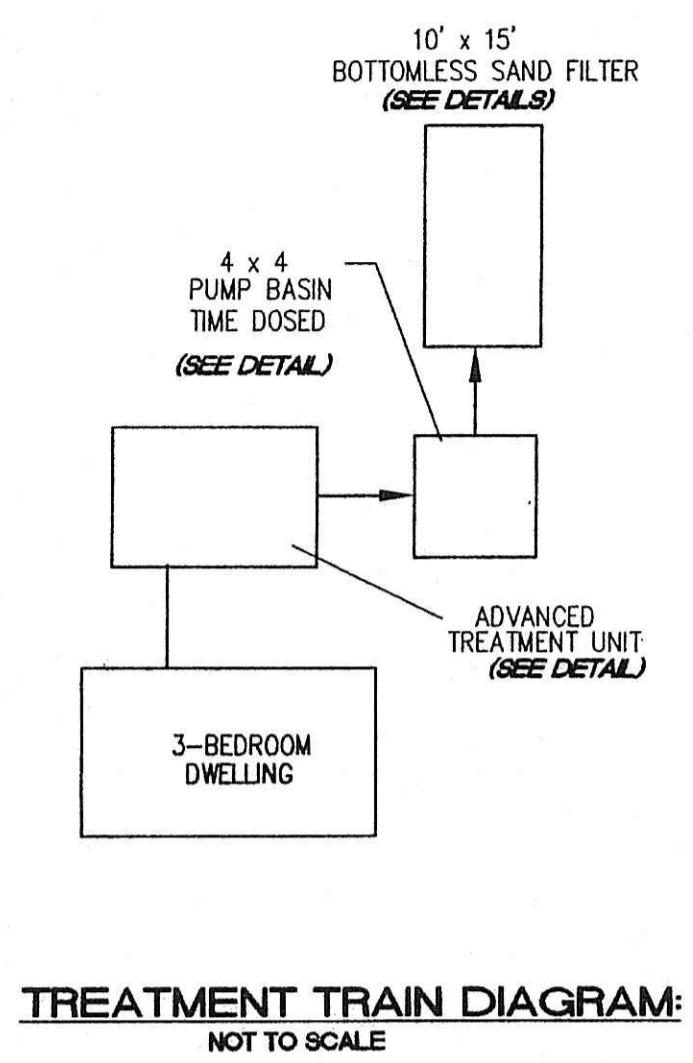 10' x 15'
BOTTOMLESS SAND FILTER
(SEE DETAILS)
4 x 4
PUMP BASIN
TIME DOSED
(SEE DETAIL)
ADVANCED
TREATMENT UNIT
(SEE DETAIL)
3-BEDROOM
DWELLING
TREATMENT TRAIN DIAGRAM:
NOT TO SCALE